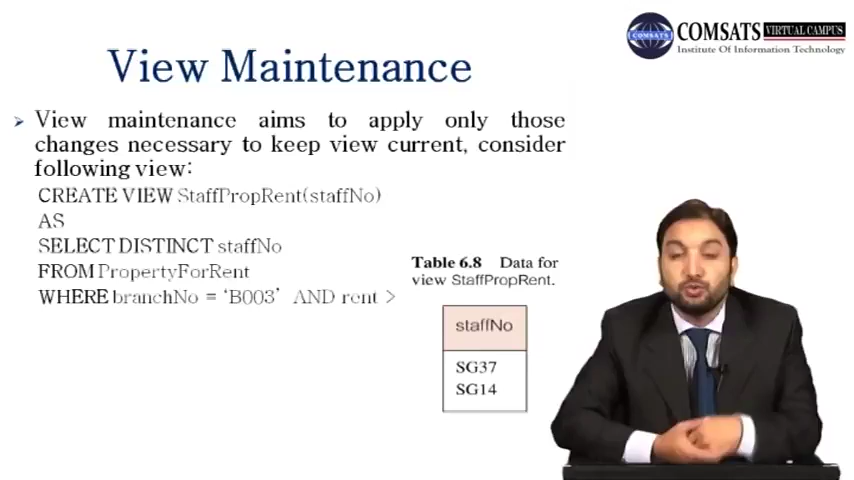 COMSATS VIRTUAL CAMPUS
Institute Of Information Technology
COMSATS
View Maintenance
View maintenance aims to apply only those
changes necessary to keep view current, consider
following view:
CREATE VIEW StaffPropRent(staffNo)
AS
SELECT DISTINCT staffNo
FROM PropertyForRent
WHERE branchNo = ‘B003’ AND rent >
Table 6.8 Data for
view StaffPropRent.
staffNo
SG37
SG14